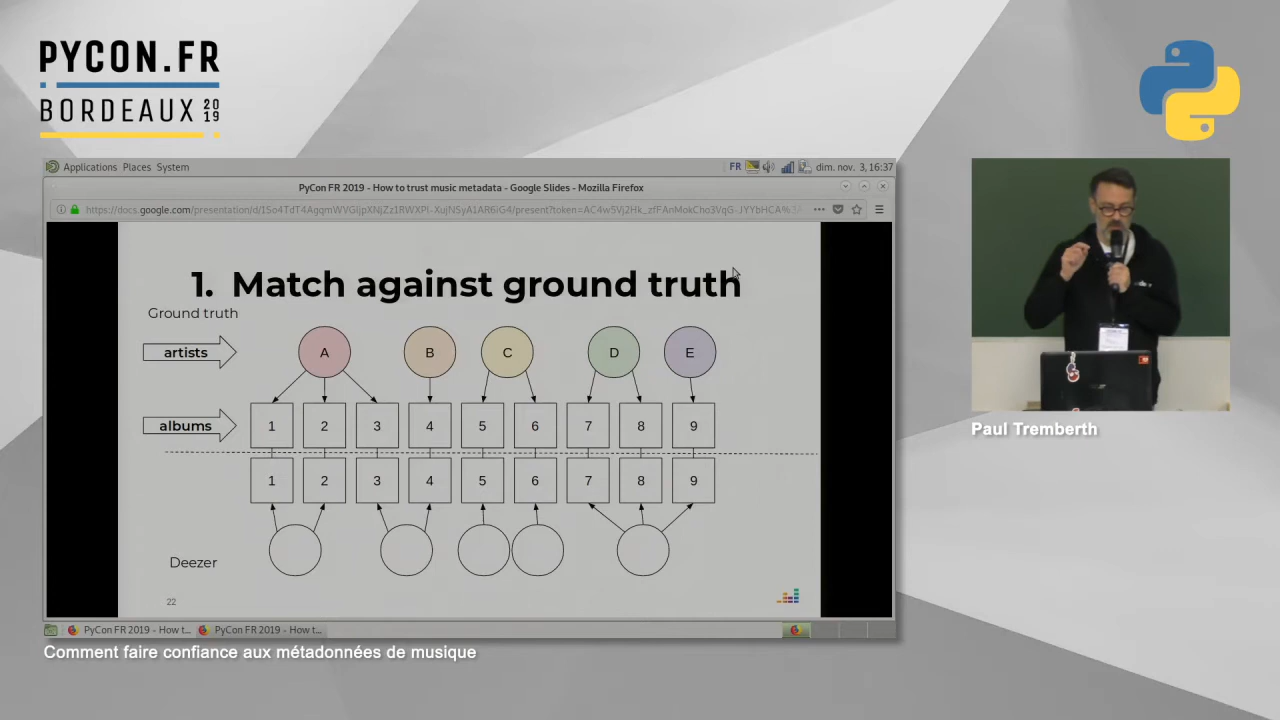 PYCON.FR
BORDEAUX 2019
Applications Places System
FR
dim. nov. 3, 16:37
PyCon FR 2019 - How to trust music metadata - Google Slides - Mozilla Firefox
1. Match against ground truth
Ground truth
artists
A B C D E
albums
1 2 3 4 5 6 7 8 9
1 2 3 4 5 6 7 8 9
Deezer
22
PyCon FR 2019 - How t... PyCon FR 2019 - How t...
Paul Tremberth
Comment faire confiance aux métadonnées de musique